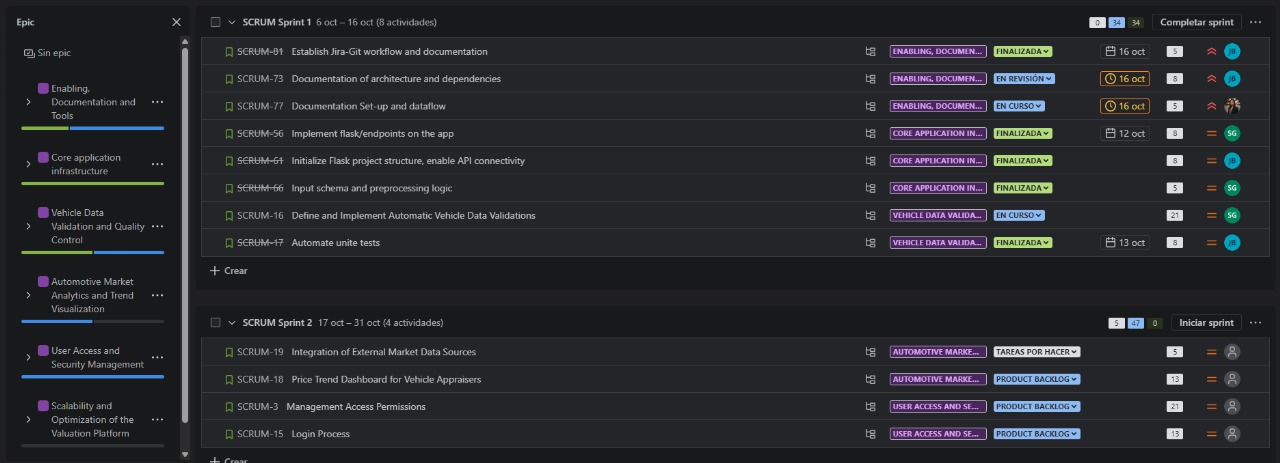 Epic
Sin epic
Enabling,
Documentation and
Tools
Core application
infrastructure
Vehicle Data
Validation and Quality
Control
Automotive Market
Analytics and Trend
Visualization
User Access and
Security Management
Scalability and
Optimization of the
Valuation Platform
SCRUM Sprint 1 6 oct – 16 oct (8 actividades) 0 34 34 Completar sprint
SCRUM-81 Establish Jira-Git workflow and documentation ENABLING, DOCUMEN... FINALIZADA 16 oct 5 JB
SCRUM-73 Documentation of architecture and dependencies ENABLING, DOCUMEN... EN REVISIÓN 16 oct 8 JB
SCRUM-77 Documentation Set-up and dataflow ENABLING, DOCUMEN... EN CURSO 16 oct 5
SCRUM-56 Implement flask/endpoints on the app CORE APPLICATION IN... FINALIZADA 12 oct 8 SG
SCRUM-61 Initialize Flask project structure, enable API connectivity CORE APPLICATION IN... FINALIZADA 8 JB
SCRUM-66 Input schema and preprocessing logic CORE APPLICATION IN... FINALIZADA 5 SG
SCRUM-16 Define and Implement Automatic Vehicle Data Validations VEHICLE DATA VALIDA... EN CURSO 21 SG
SCRUM-17 Automate unite tests VEHICLE DATA VALIDA... FINALIZADA 13 oct 8 JB
+ Crear
SCRUM Sprint 2 17 oct – 31 oct (4 actividades) 5 47 0 Iniciar sprint
SCRUM-19 Integration of External Market Data Sources AUTOMOTIVE MARKE... TAREAS POR HACER 5
SCRUM-18 Price Trend Dashboard for Vehicle Appraisers AUTOMOTIVE MARKE... PRODUCT BACKLOG 13
SCRUM-3 Management Access Permissions USER ACCESS AND SE... PRODUCT BACKLOG 21
SCRUM-15 Login Process USER ACCESS AND SE... PRODUCT BACKLOG 13
+ Crear